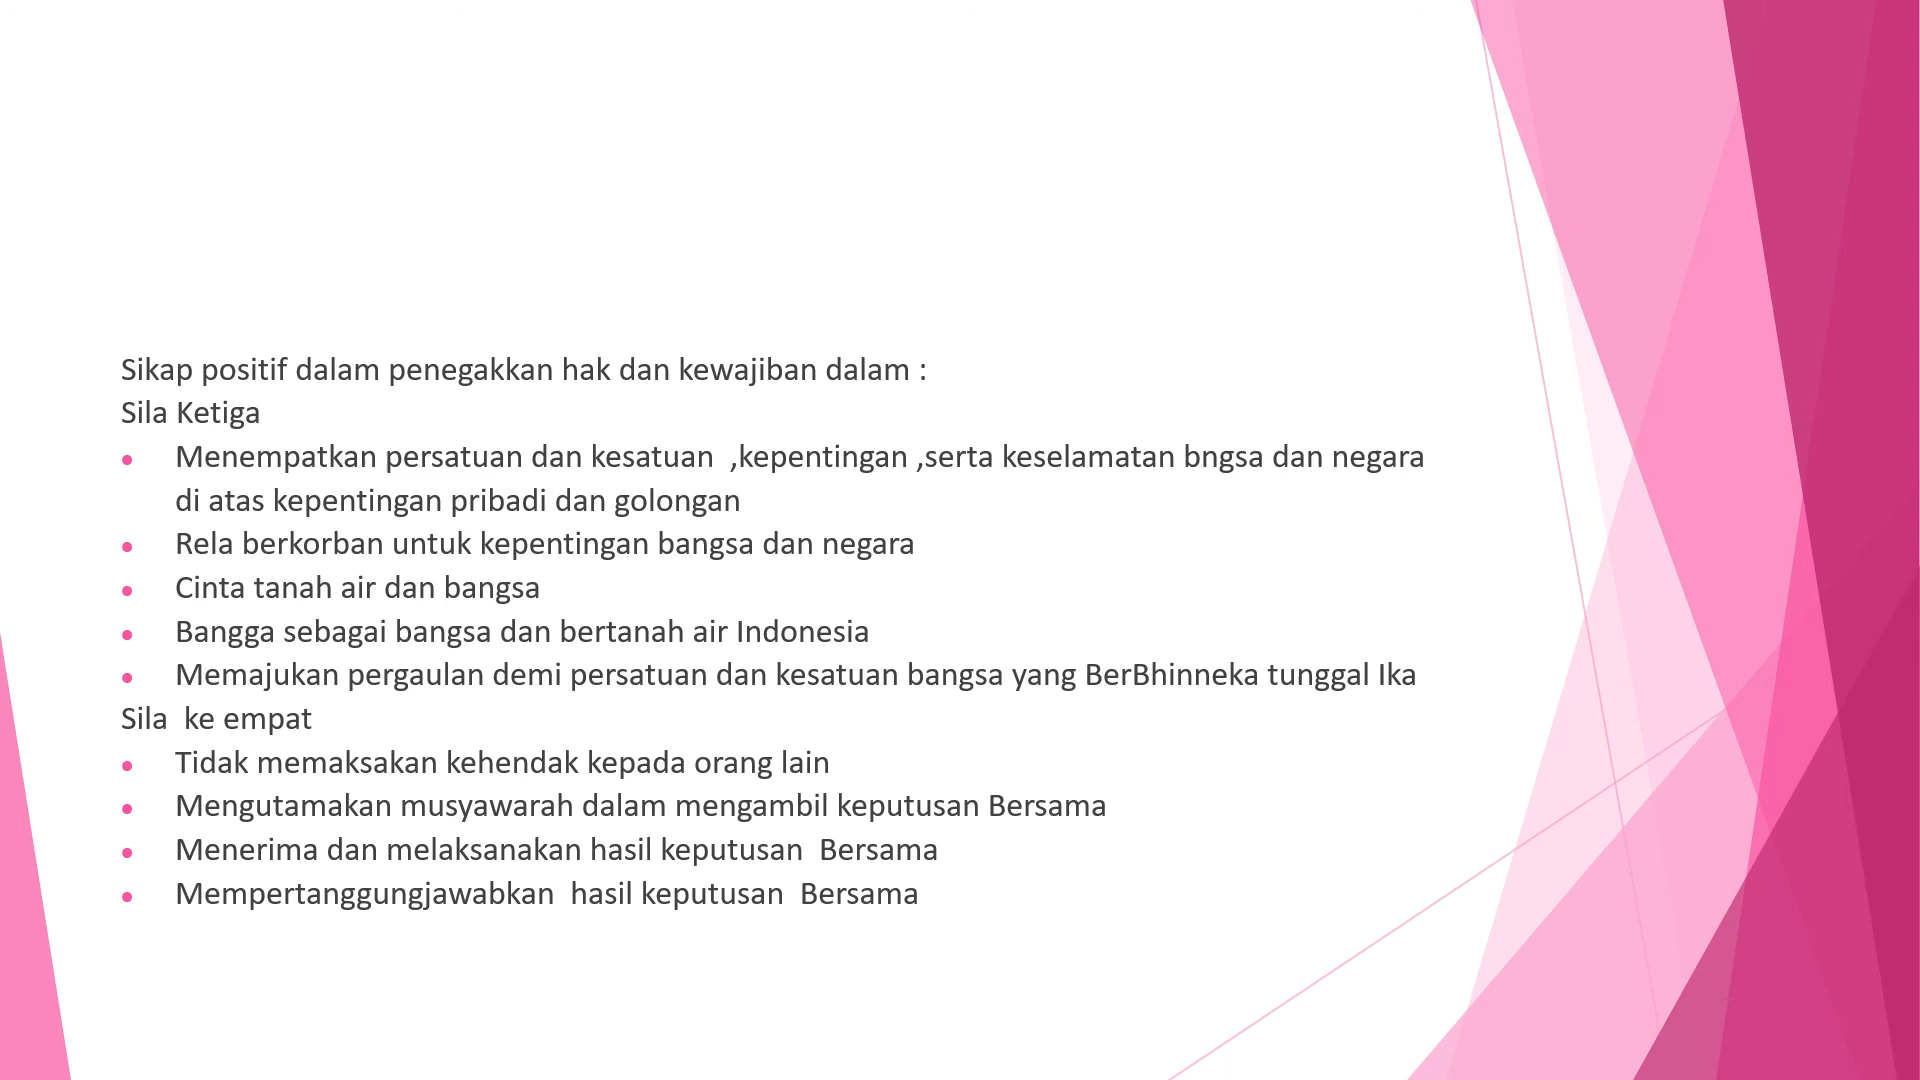 Sikap positif dalam penegakkan hak dan kewajiban dalam :
Sila Ketiga
• Menempatkan persatuan dan kesatuan  ,kepentingan ,serta keselamatan bngsa dan negara
di atas kepentingan pribadi dan golongan
• Rela berkorban untuk kepentingan bangsa dan negara
• Cinta tanah air dan bangsa
• Bangga sebagai bangsa dan bertanah air Indonesia
• Memajukan pergaulan demi persatuan dan kesatuan bangsa yang BerBhinneka tunggal Ika
Sila  ke empat
• Tidak memaksakan kehendak kepada orang lain
• Mengutamakan musyawarah dalam mengambil keputusan Bersama
• Menerima dan melaksanakan hasil keputusan  Bersama
• Mempertanggungjawabkan  hasil keputusan  Bersama